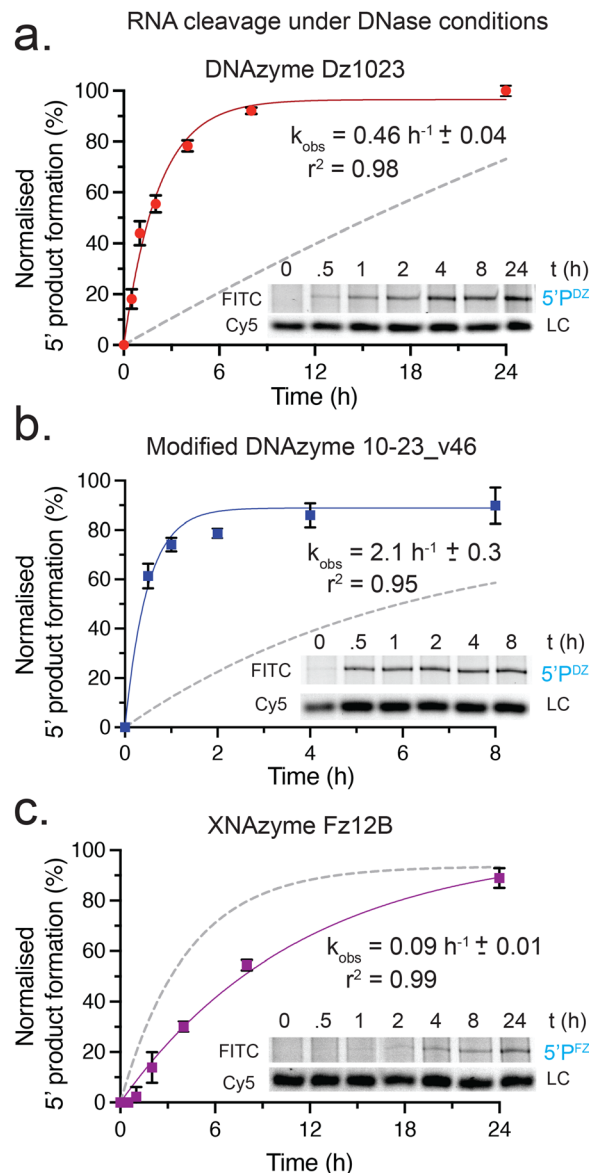 a.
RNA cleavage under DNase conditions
DNAzyme Dz1023
Normalised
5' product formation (%)
100
80
60
40
20
0
k_obs = 0.46 h⁻¹ ± 0.04
r² = 0.98
0 .5 1 2 4 8 24 t (h)
FITC 5'P^DZ
Cy5 LC
0 6 12 18 24
Time (h)
b.
Modified DNAzyme 10-23_v46
Normalised
5' product formation (%)
100
80
60
40
20
0
k_obs = 2.1 h⁻¹ ± 0.3
r² = 0.95
0 .5 1 2 4 8 t (h)
FITC 5'P^DZ
Cy5 LC
0 2 4 6 8
Time (h)
c.
XNAzyme Fz12B
Normalised
5' product formation (%)
100
80
60
40
20
0
k_obs = 0.09 h⁻¹ ± 0.01
r² = 0.99
0 .5 1 2 4 8 24 t (h)
FITC 5'P^FZ
Cy5 LC
0 6 12 18 24
Time (h)